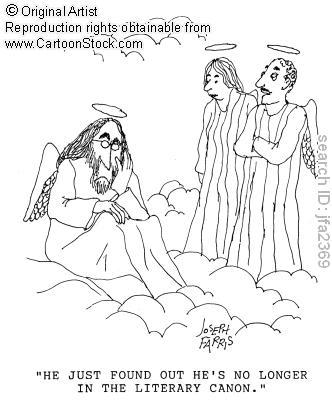 © Original Artist
Reproduction rights obtainable from
www.CartoonStock.com
search ID: jfa2369
JOSEPH
FARRIS
"HE JUST FOUND OUT HE'S NO LONGER
IN THE LITERARY CANON."